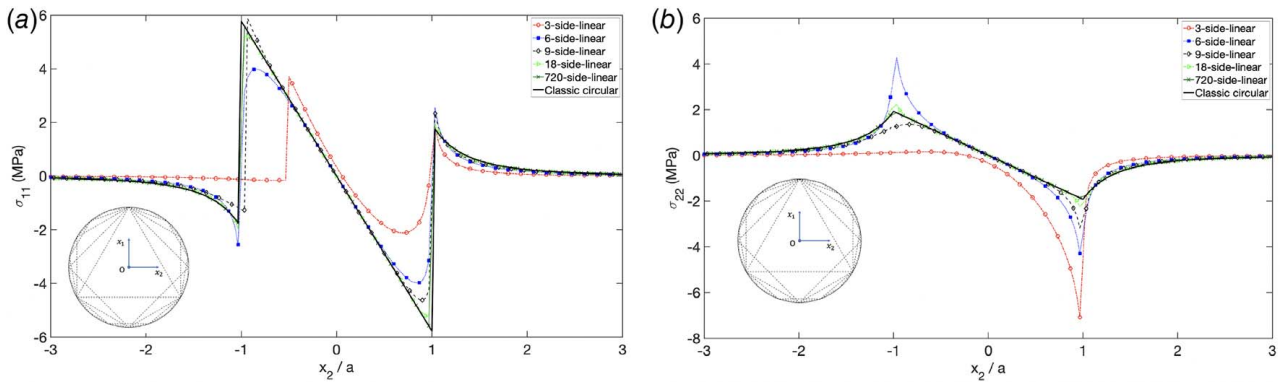 (a)
6
4
2
0
-2
-4
-6
σ11 (MPa)
-3
-2
-1
0
1
2
3
x2 / a
3-side-linear
6-side-linear
9-side-linear
18-side-linear
720-side-linear
Classic circular
x1
O
x2
(b)
6
4
2
0
-2
-4
-6
-8
σ22 (MPa)
-3
-2
-1
0
1
2
3
x2 / a
3-side-linear
6-side-linear
9-side-linear
18-side-linear
720-side-linear
Classic circular
x1
O
x2